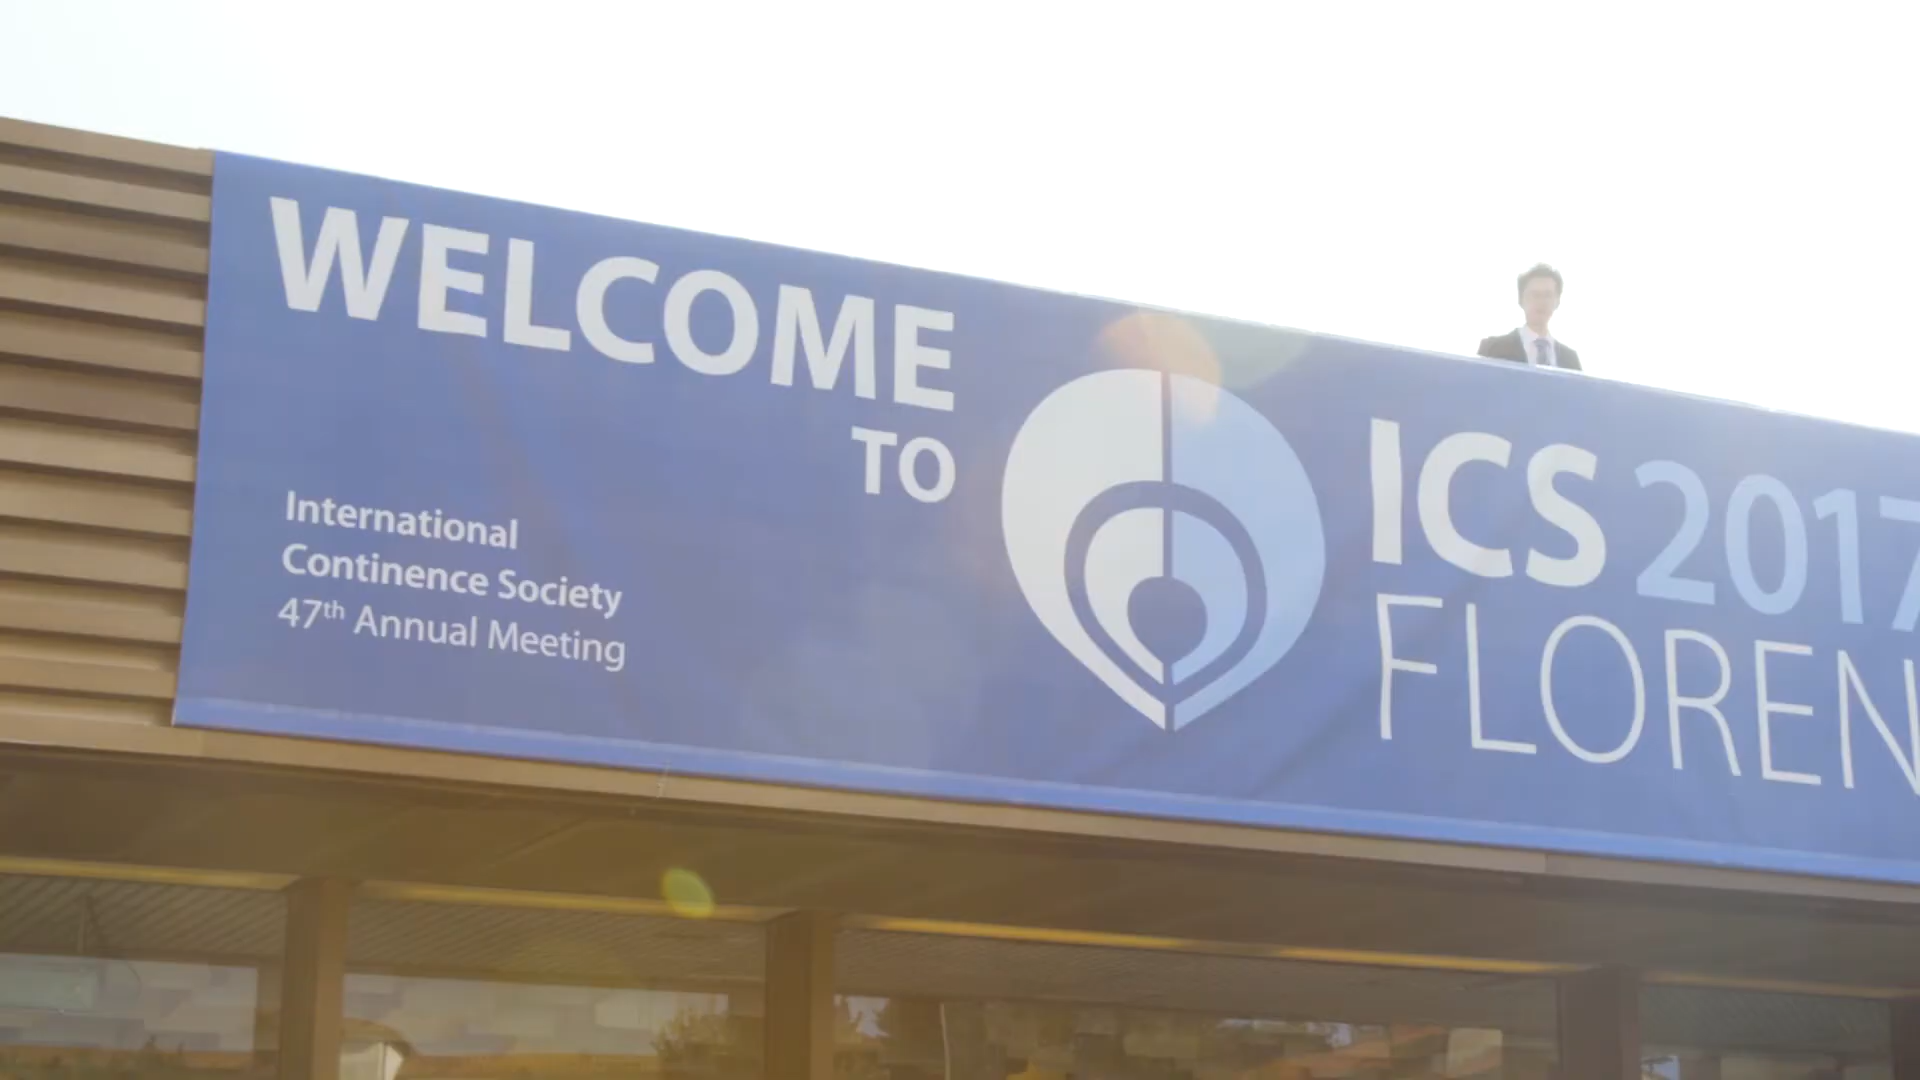 WELCOME
TO
International
Continence Society
47th Annual Meeting
ICS 2017
FLOREN